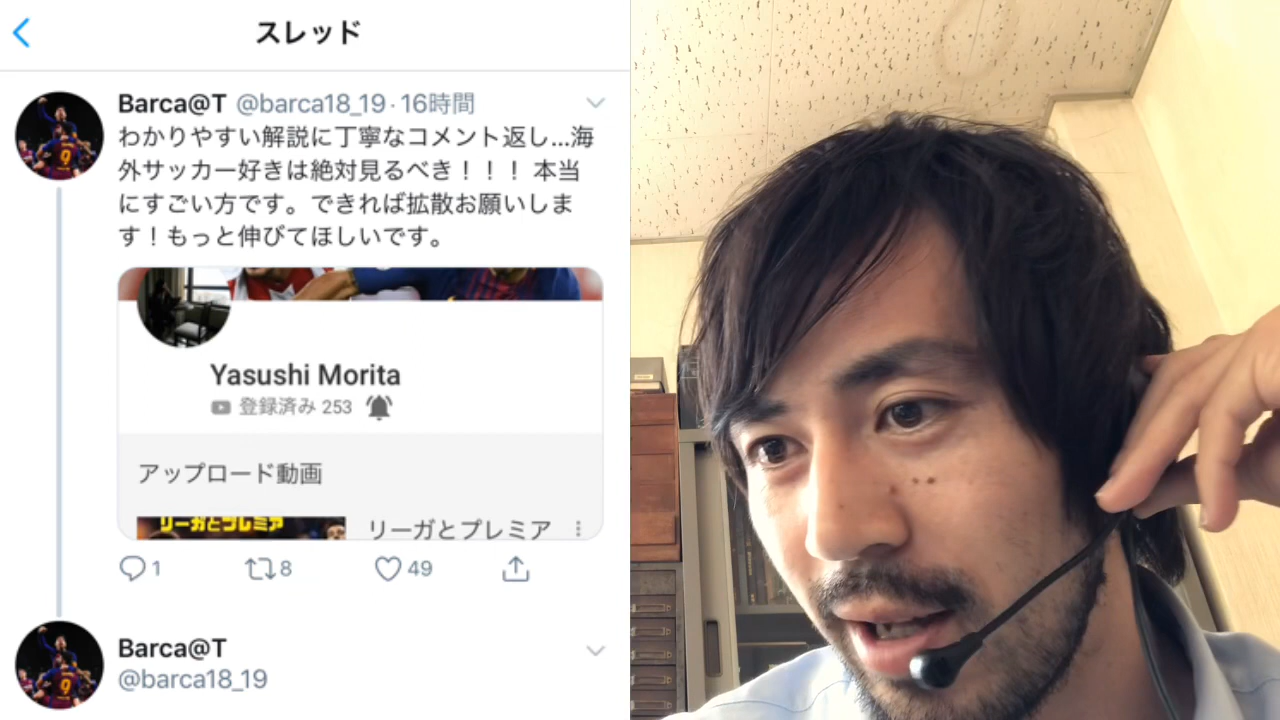 スレッド
Barca@T @barca18_19・16時間
わかりやすい解説に丁寧なコメント返し...海
外サッカー好きは絶対見るべき！！！ 本当
にすごい方です。できれば拡散お願いしま
す！もっと伸びてほしいです。
Yasushi Morita
登録済み 253
アップロード動画
リーガとプレミア
リーガとプレミア
1
8
49
Barca@T
@barca18_19